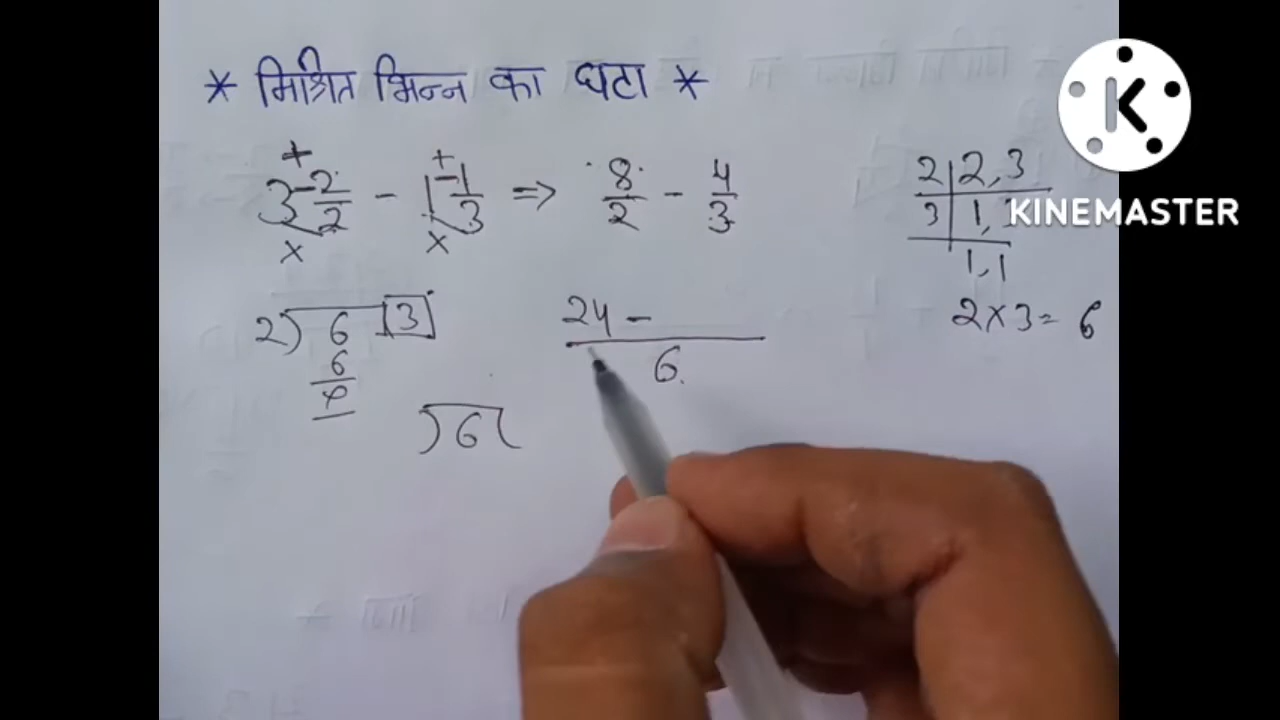 * मिश्रित भिन्न का घटा *
KINEMASTER
3 2/2 - 1 1/3 => 8/2 - 4/3
+ +
× ×
2 | 2, 3
3 | 1,
1, 1
2 × 3 = 6
2) 6 (3
6
24 -
6
) 6 (